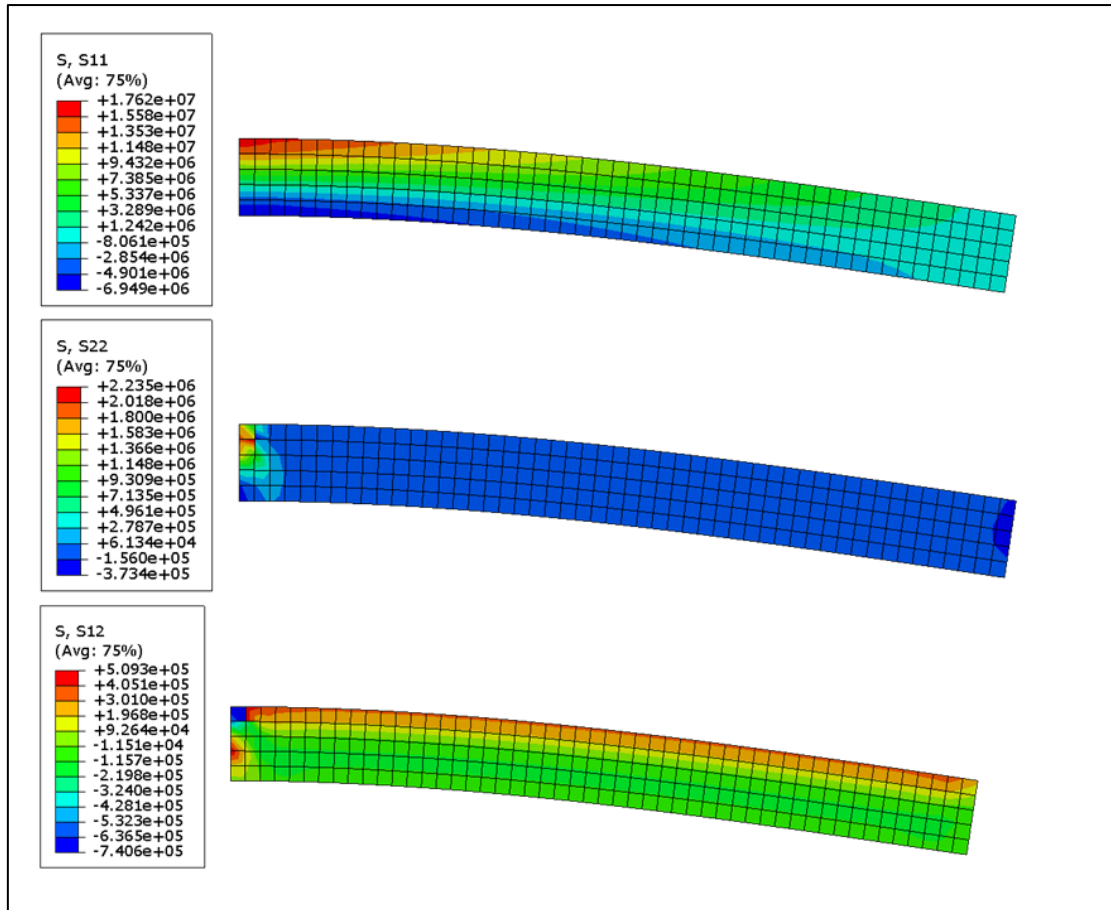 S, S11
(Avg: 75%)
+1.762e+07
+1.558e+07
+1.353e+07
+1.148e+07
+9.432e+06
+7.385e+06
+5.337e+06
+3.289e+06
+1.242e+06
-8.061e+05
-2.854e+06
-4.901e+06
-6.949e+06
S, S22
(Avg: 75%)
+2.235e+06
+2.018e+06
+1.800e+06
+1.583e+06
+1.366e+06
+1.148e+06
+9.309e+05
+7.135e+05
+4.961e+05
+2.787e+05
+6.134e+04
-1.560e+05
-3.734e+05
S, S12
(Avg: 75%)
+5.093e+05
+4.051e+05
+3.010e+05
+1.968e+05
+9.264e+04
-1.151e+04
-1.157e+05
-2.198e+05
-3.240e+05
-4.281e+05
-5.323e+05
-6.365e+05
-7.406e+05